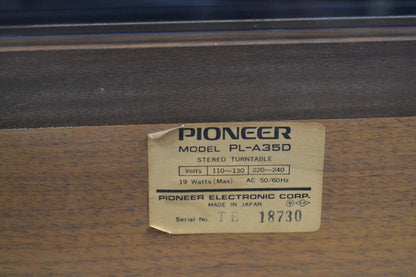 PIONEER
MODEL PL-A35D
STEREO TURNTABLE
Volts 110~130 220~240
19 Watts (Max) AC 50/60Hz
PIONEER ELECTRONIC CORP.
MADE IN JAPAN
Serial No. TE 18730